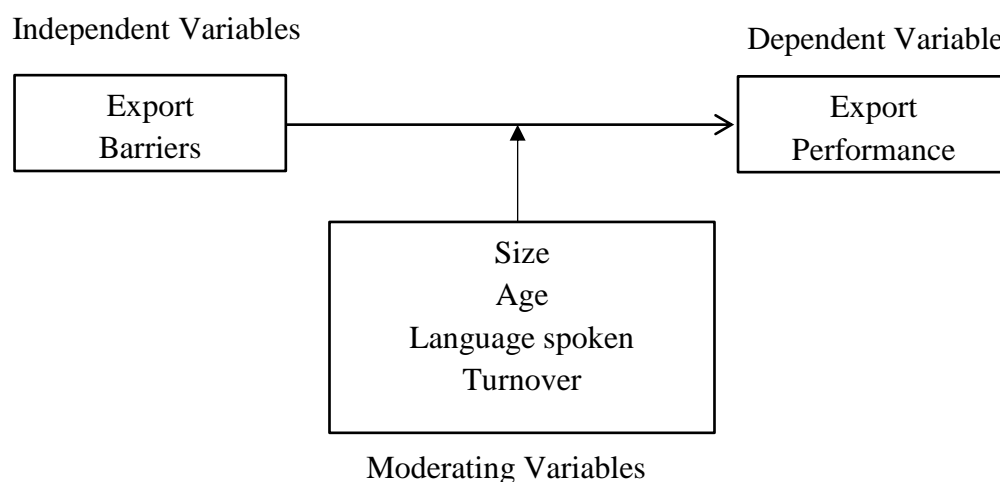 Independent Variables
Dependent Variable
Export
Barriers
Export
Performance
Size
Age
Language spoken
Turnover
Moderating Variables